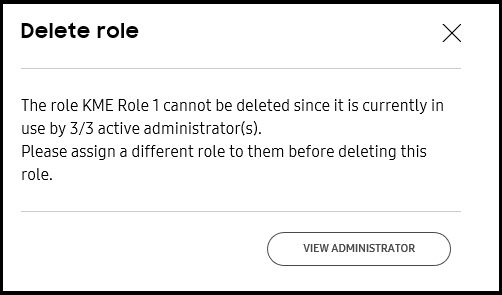 Delete role
The role KME Role 1 cannot be deleted since it is currently in
use by 3/3 active administrator(s).
Please assign a different role to them before deleting this
role.
VIEW ADMINISTRATOR